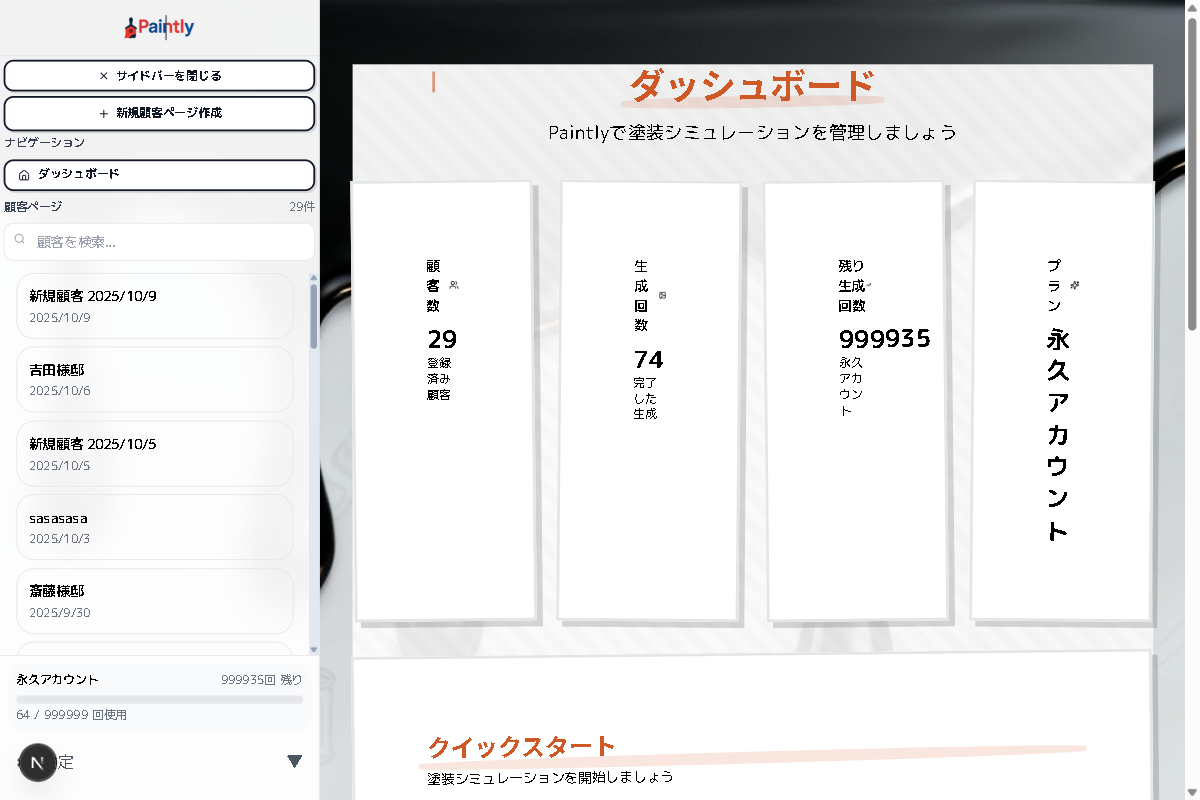 Paintly
× サイドバーを閉じる
+ 新規顧客ページ作成
ナビゲーション
ダッシュボード
顧客ページ 29件
顧客を検索...
新規顧客 2025/10/9
2025/10/9
吉田様邸
2025/10/6
新規顧客 2025/10/5
2025/10/5
sasasasa
2025/10/3
斎藤様邸
2025/9/30
永久アカウント 999935回 残り
64 / 999999 回使用
N
定
▼
ダッシュボード
Paintlyで塗装シミュレーションを管理しましょう
顧
客
数
29
登録
済み
顧客
生
成
回
数
74
完了
した
生成
残り
生成
回数
999935
永久
アカ
ウン
ト
プ
ラ
ン
永
久
ア
カ
ウ
ン
ト
クイックスタート
塗装シミュレーションを開始しましょう